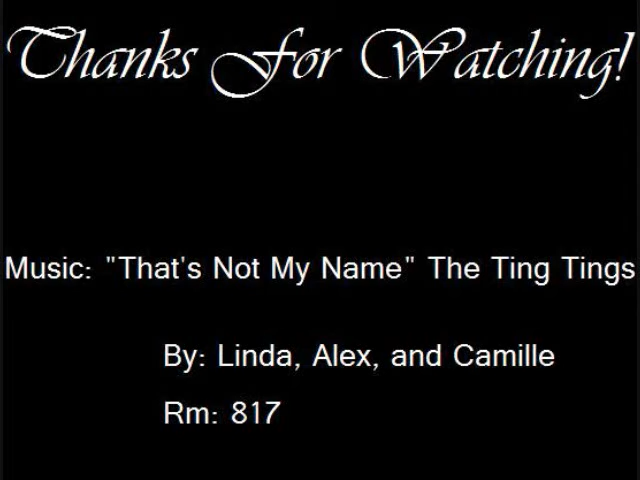 Thanks For Watching!
Music: "That's Not My Name" The Ting Tings
By: Linda, Alex, and Camille
Rm: 817